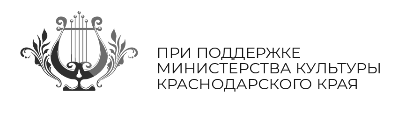 ПРИ ПОДДЕРЖКЕ
МИНИСТЕРСТВА КУЛЬТУРЫ
КРАСНОДАРСКОГО КРАЯ